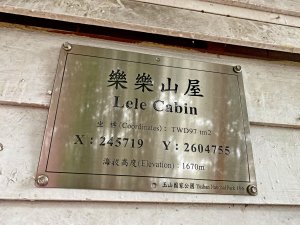 樂樂山屋
Lele Cabin
坐 標 (Coordinates)： TWD97 tm2
X：245719 Y：2604755
海拔高度(Elevation)：1670m
玉山國家公園 Yushan National Park